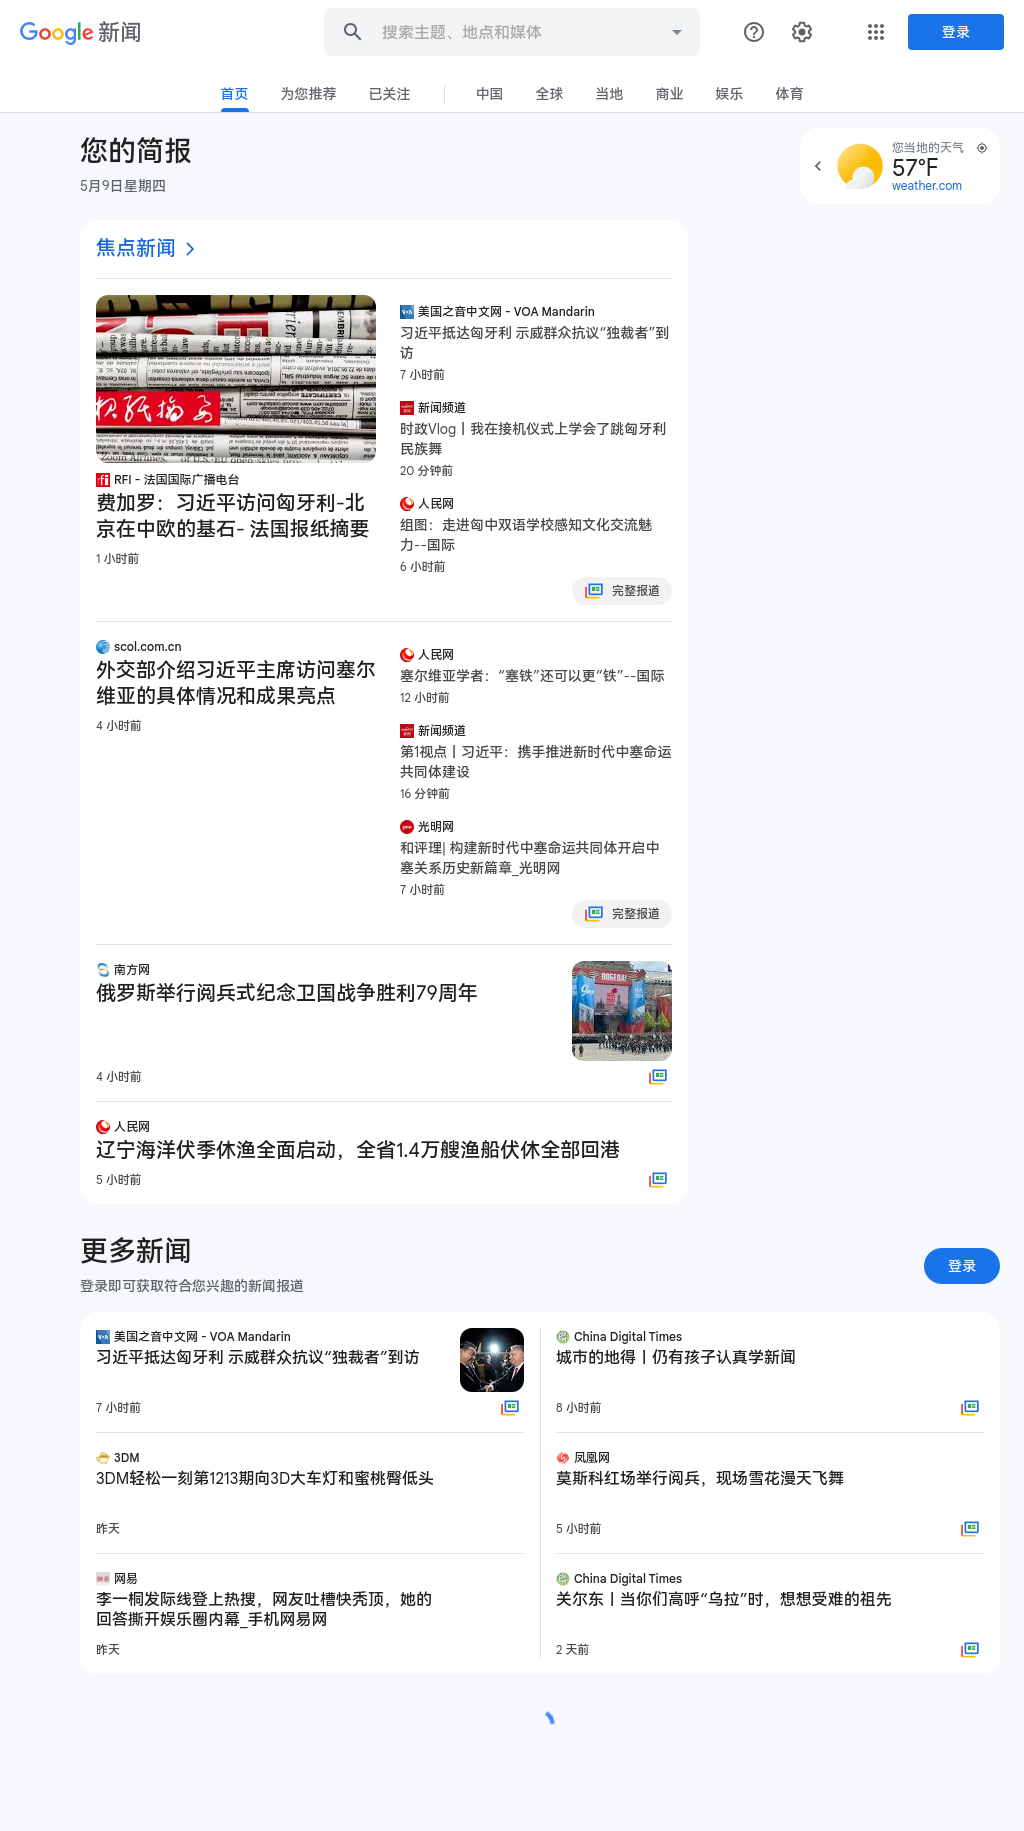 Google 新闻
搜索主题、地点和媒体
登录
首页
为您推荐
已关注
中国
全球
当地
商业
娱乐
体育
您的简报
5月9日星期四
您当地的天气
57°F
weather.com
焦点新闻
RFI - 法国国际广播电台
费加罗：习近平访问匈牙利-北
京在中欧的基石- 法国报纸摘要
1 小时前
美国之音中文网 - VOA Mandarin
习近平抵达匈牙利 示威群众抗议“独裁者”到
访
7 小时前
新闻频道
时政Vlog丨我在接机仪式上学会了跳匈牙利
民族舞
20 分钟前
人民网
组图：走进匈中双语学校感知文化交流魅
力--国际
6 小时前
完整报道
scol.com.cn
外交部介绍习近平主席访问塞尔
维亚的具体情况和成果亮点
4 小时前
人民网
塞尔维亚学者：“塞铁”还可以更“铁”--国际
12 小时前
新闻频道
第1视点丨习近平：携手推进新时代中塞命运
共同体建设
16 分钟前
光明网
和评理| 构建新时代中塞命运共同体开启中
塞关系历史新篇章_光明网
7 小时前
完整报道
南方网
俄罗斯举行阅兵式纪念卫国战争胜利79周年
4 小时前
人民网
辽宁海洋伏季休渔全面启动，全省1.4万艘渔船伏休全部回港
5 小时前
更多新闻
登录即可获取符合您兴趣的新闻报道
登录
美国之音中文网 - VOA Mandarin
习近平抵达匈牙利 示威群众抗议“独裁者”到访
7 小时前
3DM
3DM轻松一刻第1213期向3D大车灯和蜜桃臀低头
昨天
网易
李一桐发际线登上热搜，网友吐槽快秃顶，她的
回答撕开娱乐圈内幕_手机网易网
昨天
China Digital Times
城市的地得丨仍有孩子认真学新闻
8 小时前
凤凰网
莫斯科红场举行阅兵，现场雪花漫天飞舞
5 小时前
China Digital Times
关尔东丨当你们高呼“乌拉”时，想想受难的祖先
2 天前